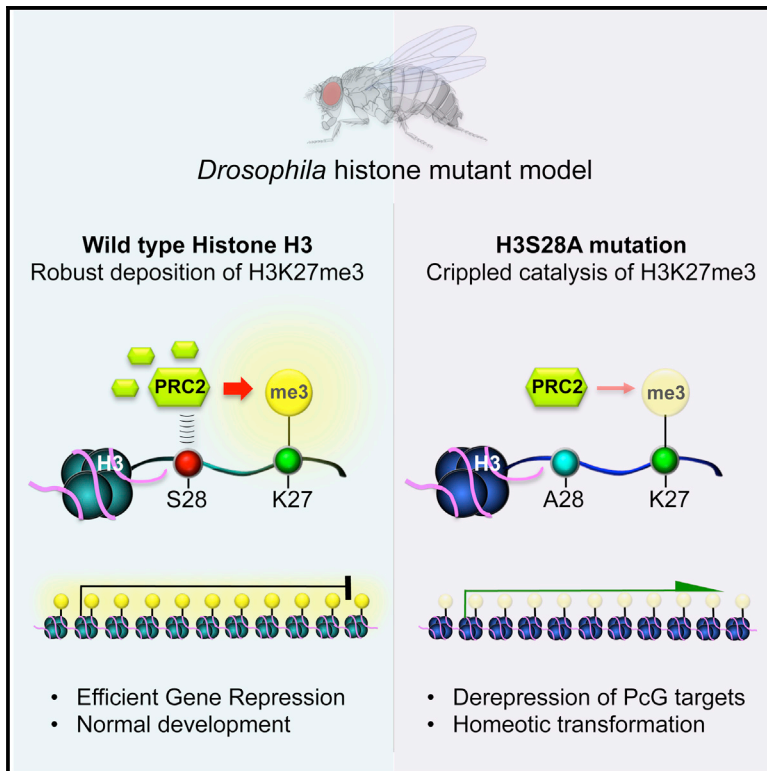 Drosophila histone mutant model
Wild type Histone H3
Robust deposition of H3K27me3
PRC2
me3
H3
S28
K27
• Efficient Gene Repression
• Normal development
H3S28A mutation
Crippled catalysis of H3K27me3
PRC2
me3
H3
A28
K27
• Derepression of PcG targets
• Homeotic transformation